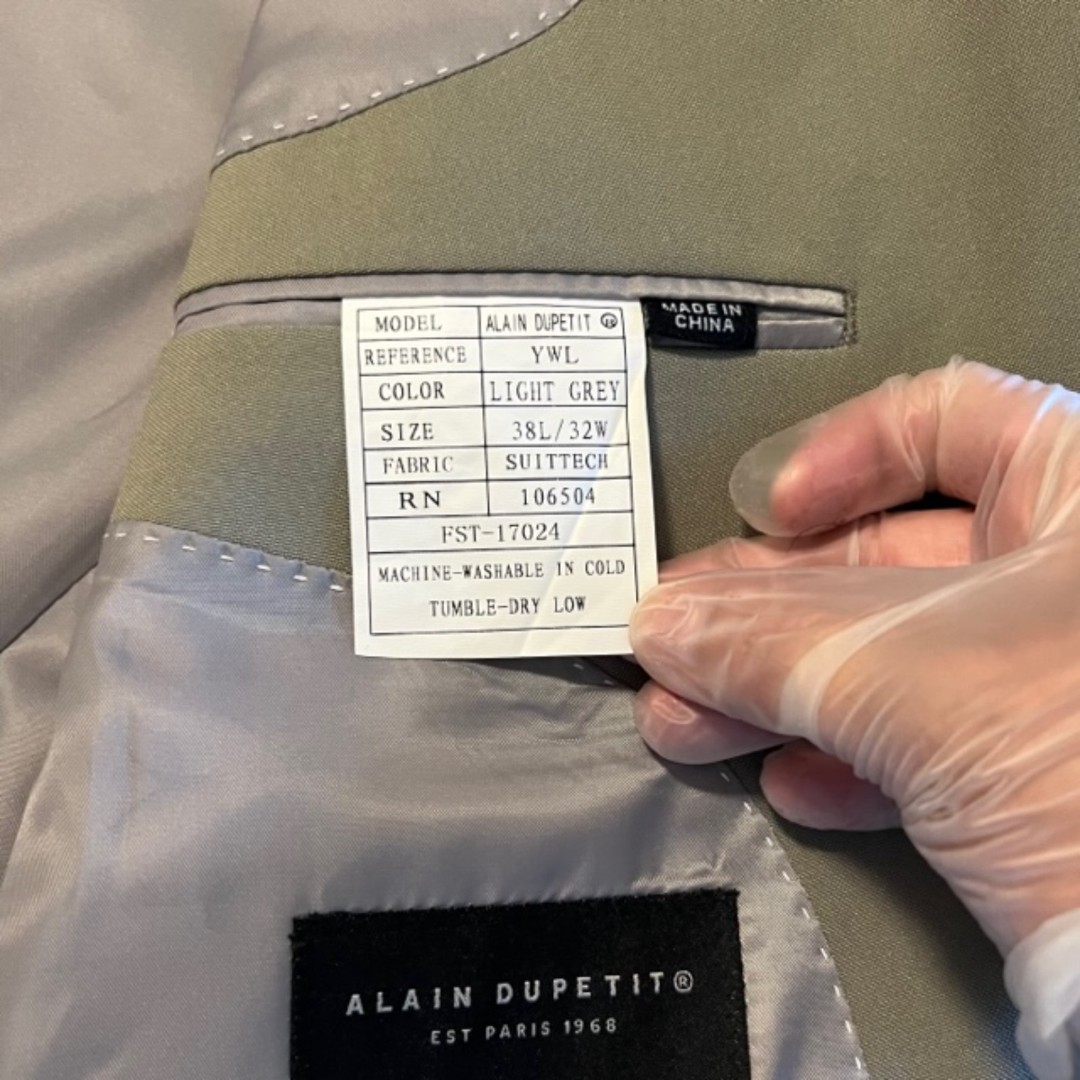 MODEL ALAIN DUPETIT ®
REFERENCE YWL
COLOR LIGHT GREY
SIZE 38L/32W
FABRIC SUITTECH
RN 106504
FST-17024
MACHINE-WASHABLE IN COLD
TUMBLE-DRY LOW
MADE IN
CHINA
ALAIN DUPETIT®
EST PARIS 1968